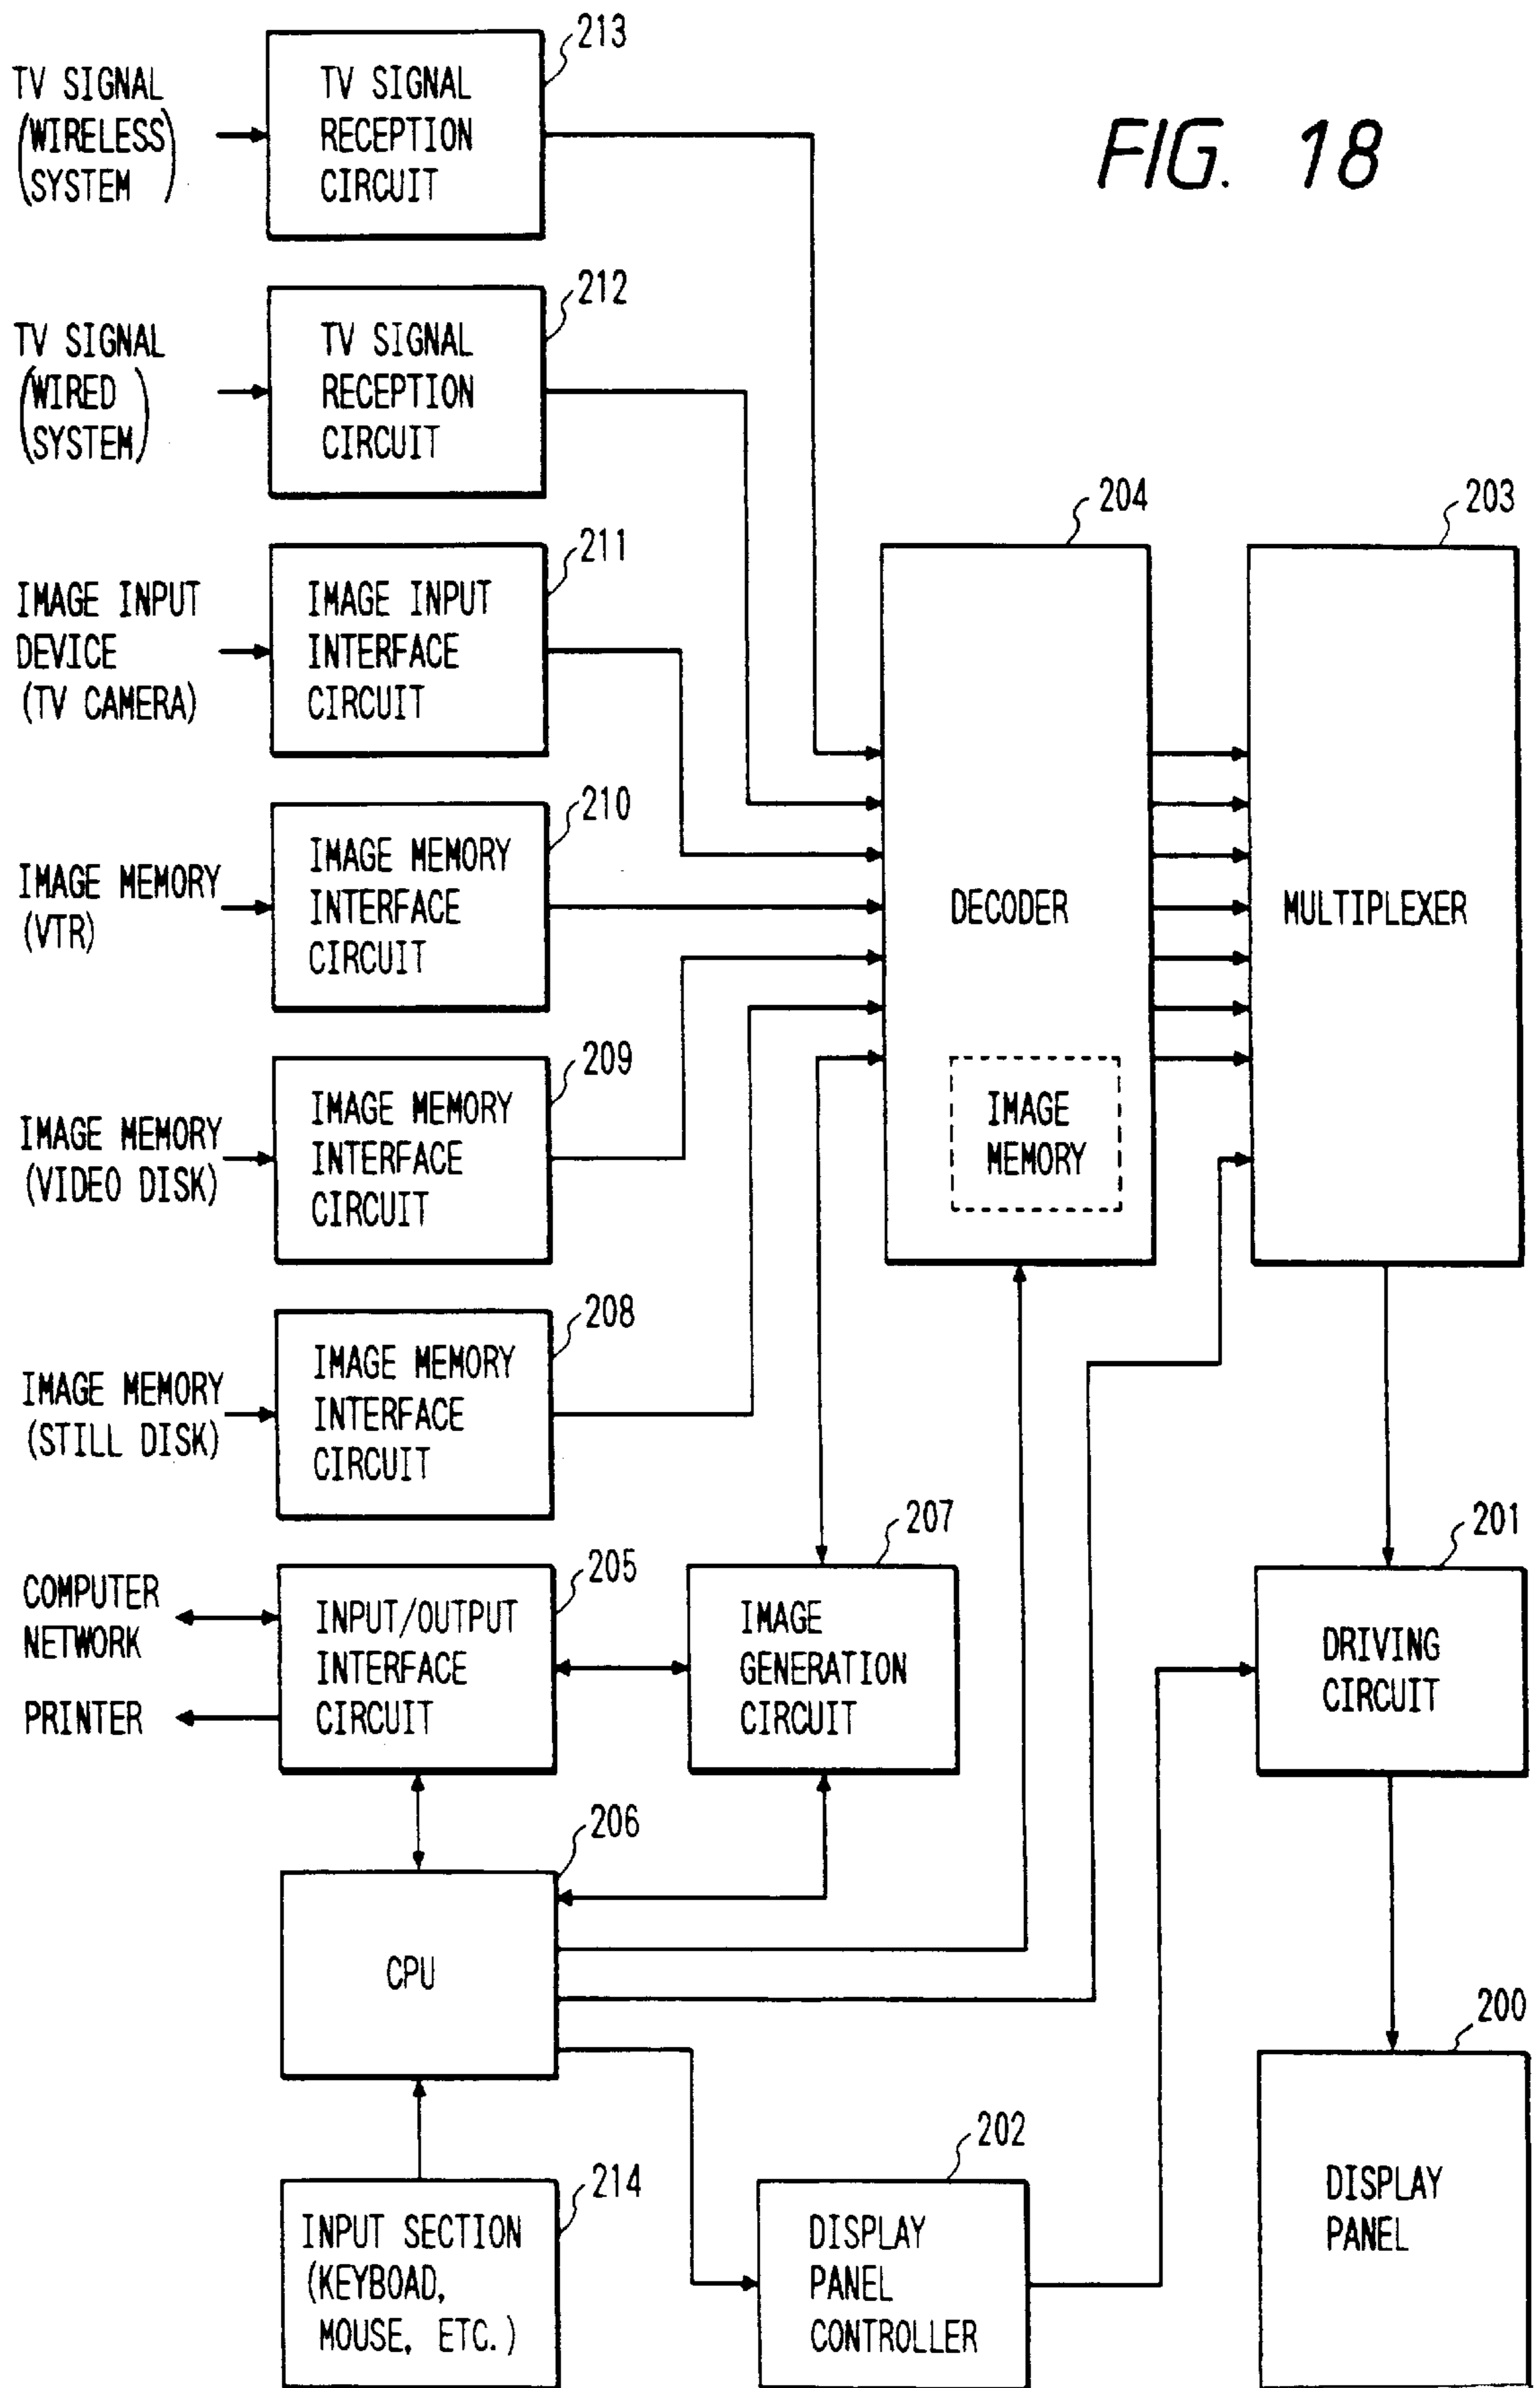 FIG. 18
TV SIGNAL
(WIRELESS
SYSTEM)
213
TV SIGNAL
RECEPTION
CIRCUIT
TV SIGNAL
(WIRED
SYSTEM)
212
TV SIGNAL
RECEPTION
CIRCUIT
IMAGE INPUT
DEVICE
(TV CAMERA)
211
IMAGE INPUT
INTERFACE
CIRCUIT
IMAGE MEMORY
(VTR)
210
IMAGE MEMORY
INTERFACE
CIRCUIT
IMAGE MEMORY
(VIDEO DISK)
209
IMAGE MEMORY
INTERFACE
CIRCUIT
IMAGE MEMORY
(STILL DISK)
208
IMAGE MEMORY
INTERFACE
CIRCUIT
204
DECODER
IMAGE
MEMORY
203
MULTIPLEXER
COMPUTER
NETWORK
PRINTER
205
INPUT/OUTPUT
INTERFACE
CIRCUIT
207
IMAGE
GENERATION
CIRCUIT
201
DRIVING
CIRCUIT
206
CPU
200
DISPLAY
PANEL
214
INPUT SECTION
(KEYBOAD,
MOUSE, ETC.)
202
DISPLAY
PANEL
CONTROLLER